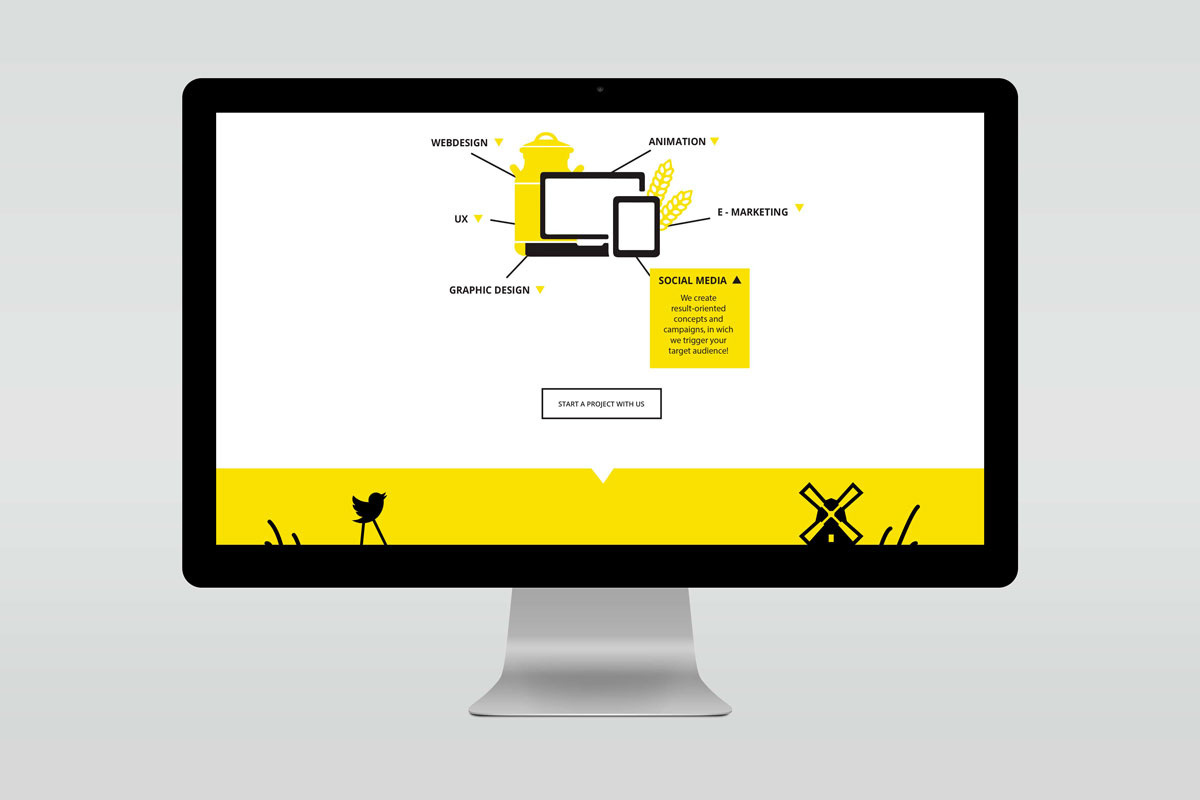 WEBDESIGN
ANIMATION
UX
E - MARKETING
GRAPHIC DESIGN
SOCIAL MEDIA
We create
result-oriented
concepts and
campaigns, in wich
we trigger your
target audience!
START A PROJECT WITH US